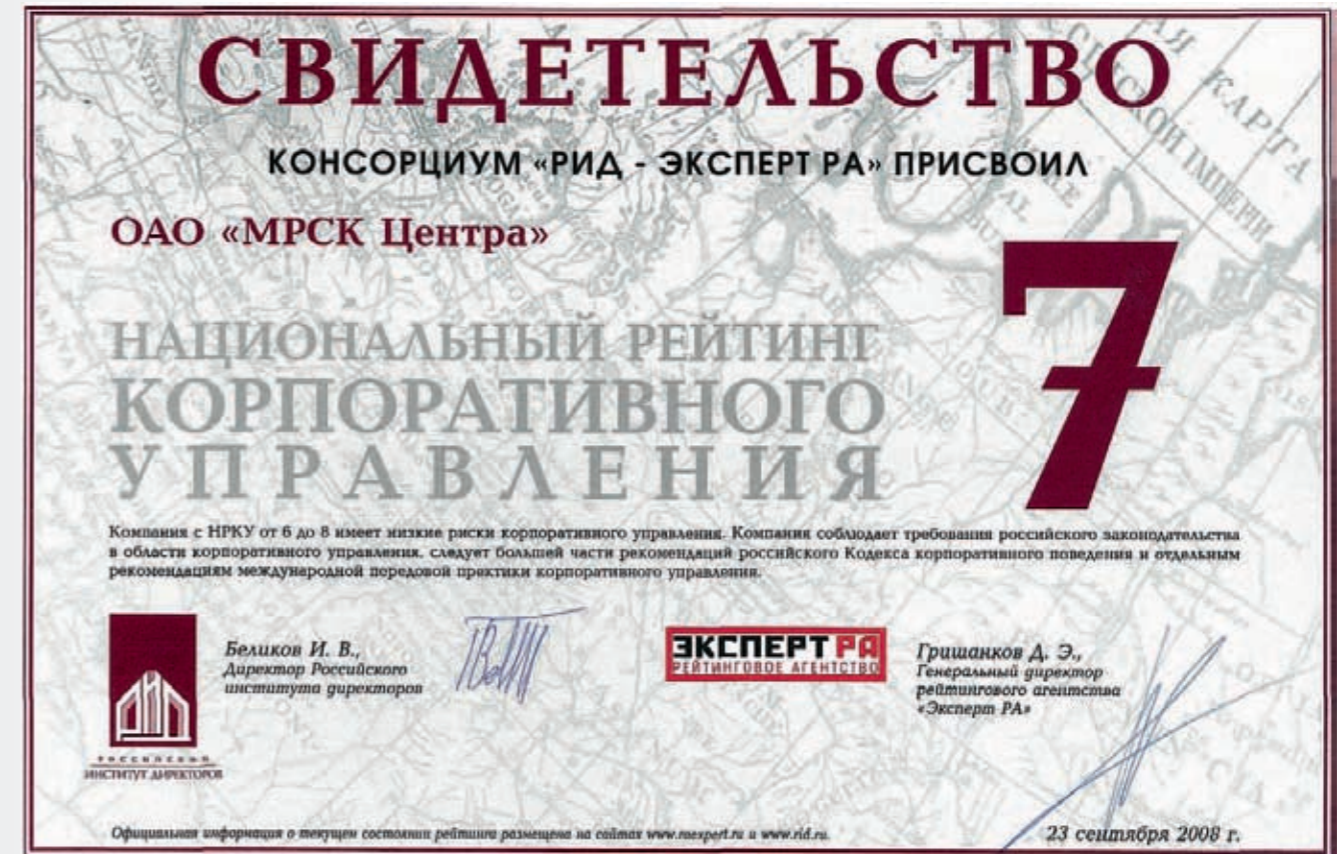 СВИДЕТЕЛЬСТВО
КОНСОРЦИУМ «РИД - ЭКСПЕРТ РА» ПРИСВОИЛ
ОАО «МРСК Центра»
7
НАЦИОНАЛЬНЫЙ РЕЙТИНГ
КОРПОРАТИВНОГО
УПРАВЛЕНИЯ
Компания с НРКУ от 6 до 8 имеет низкие риски корпоративного управления. Компания соблюдает требования российского законодательства
в области корпоративного управления, следует большей части рекомендаций российского Кодекса корпоративного поведения и отдельным
рекомендациям международной передовой практики корпоративного управления.
РИД
РОССИЙСКИЙ
ИНСТИТУТ ДИРЕКТОРОВ
Беликов И. В.,
Директор Российского
института директоров
ЭКСПЕРТ РА
РЕЙТИНГОВОЕ АГЕНТСТВО
Гришанков Д. Э.,
Генеральный директор
рейтингового агентства
«Эксперт РА»
Официальная информация о текущем состоянии рейтинга размещена на сайтах www.raexpert.ru и www.rid.ru.
23 сентября 2008 г.